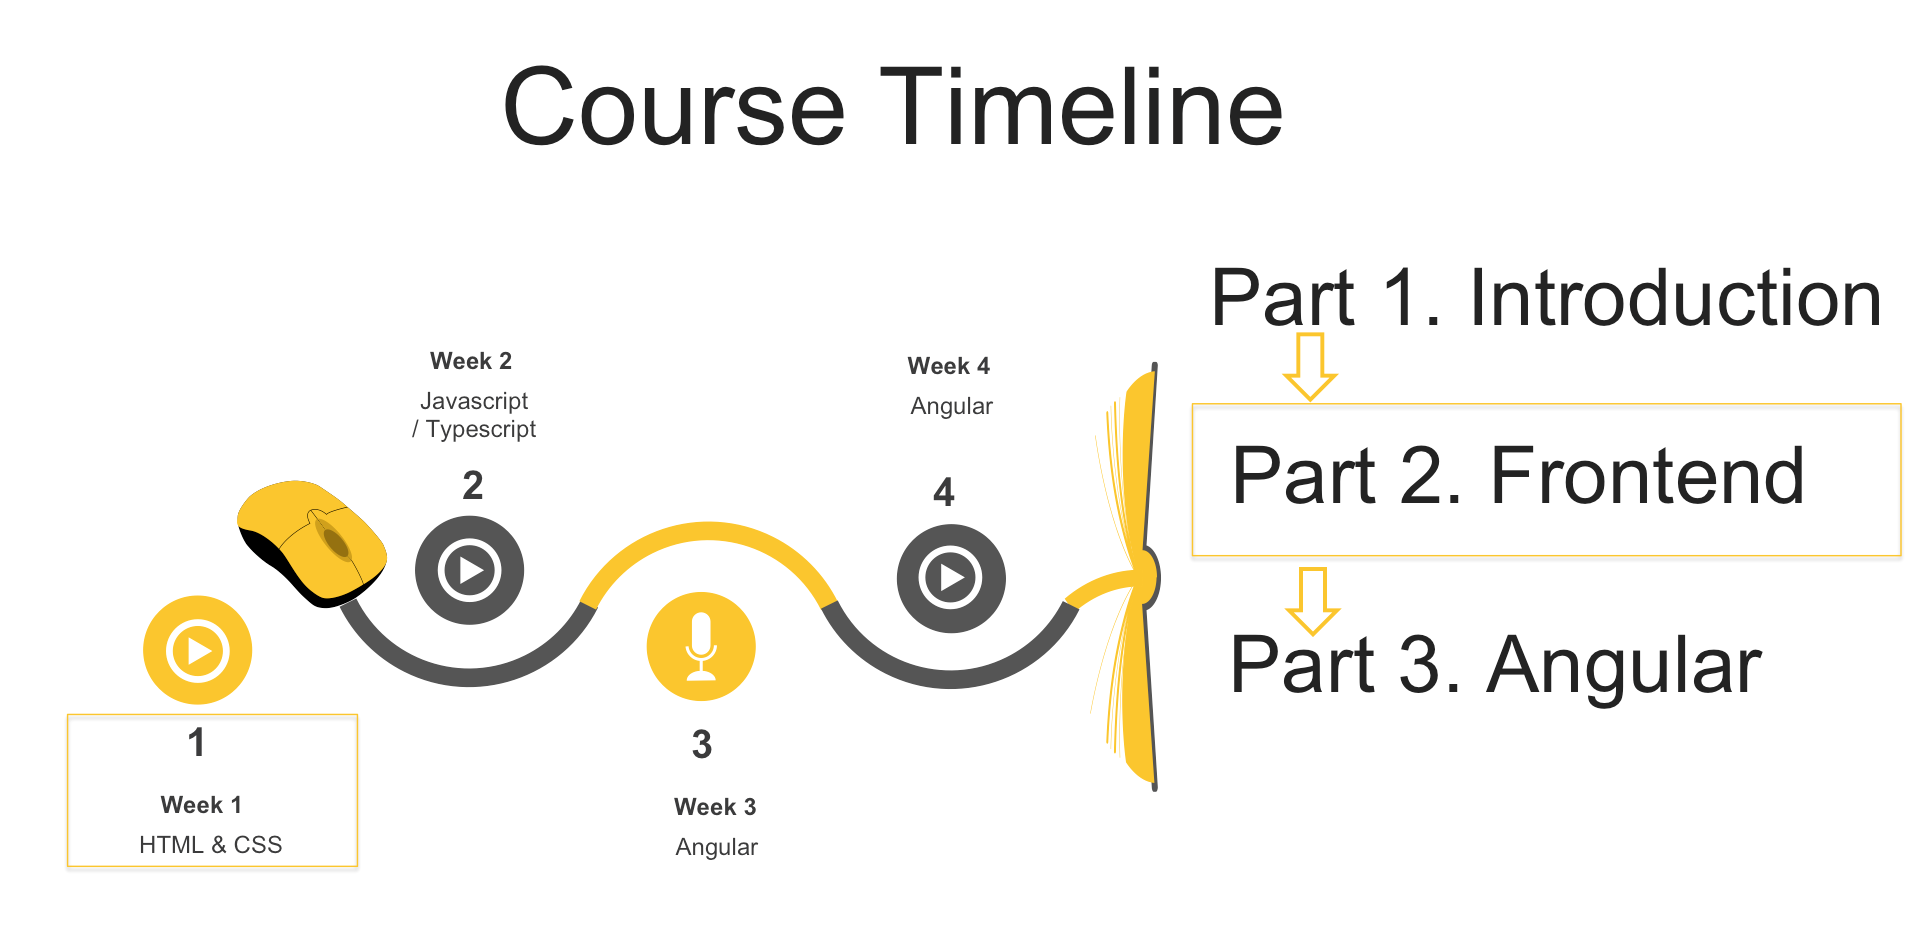 Course Timeline
Week 2
Javascript
/ Typescript
2
Week 4
Angular
4
1
Week 1
HTML & CSS
3
Week 3
Angular
Part 1. Introduction
Part 2. Frontend
Part 3. Angular